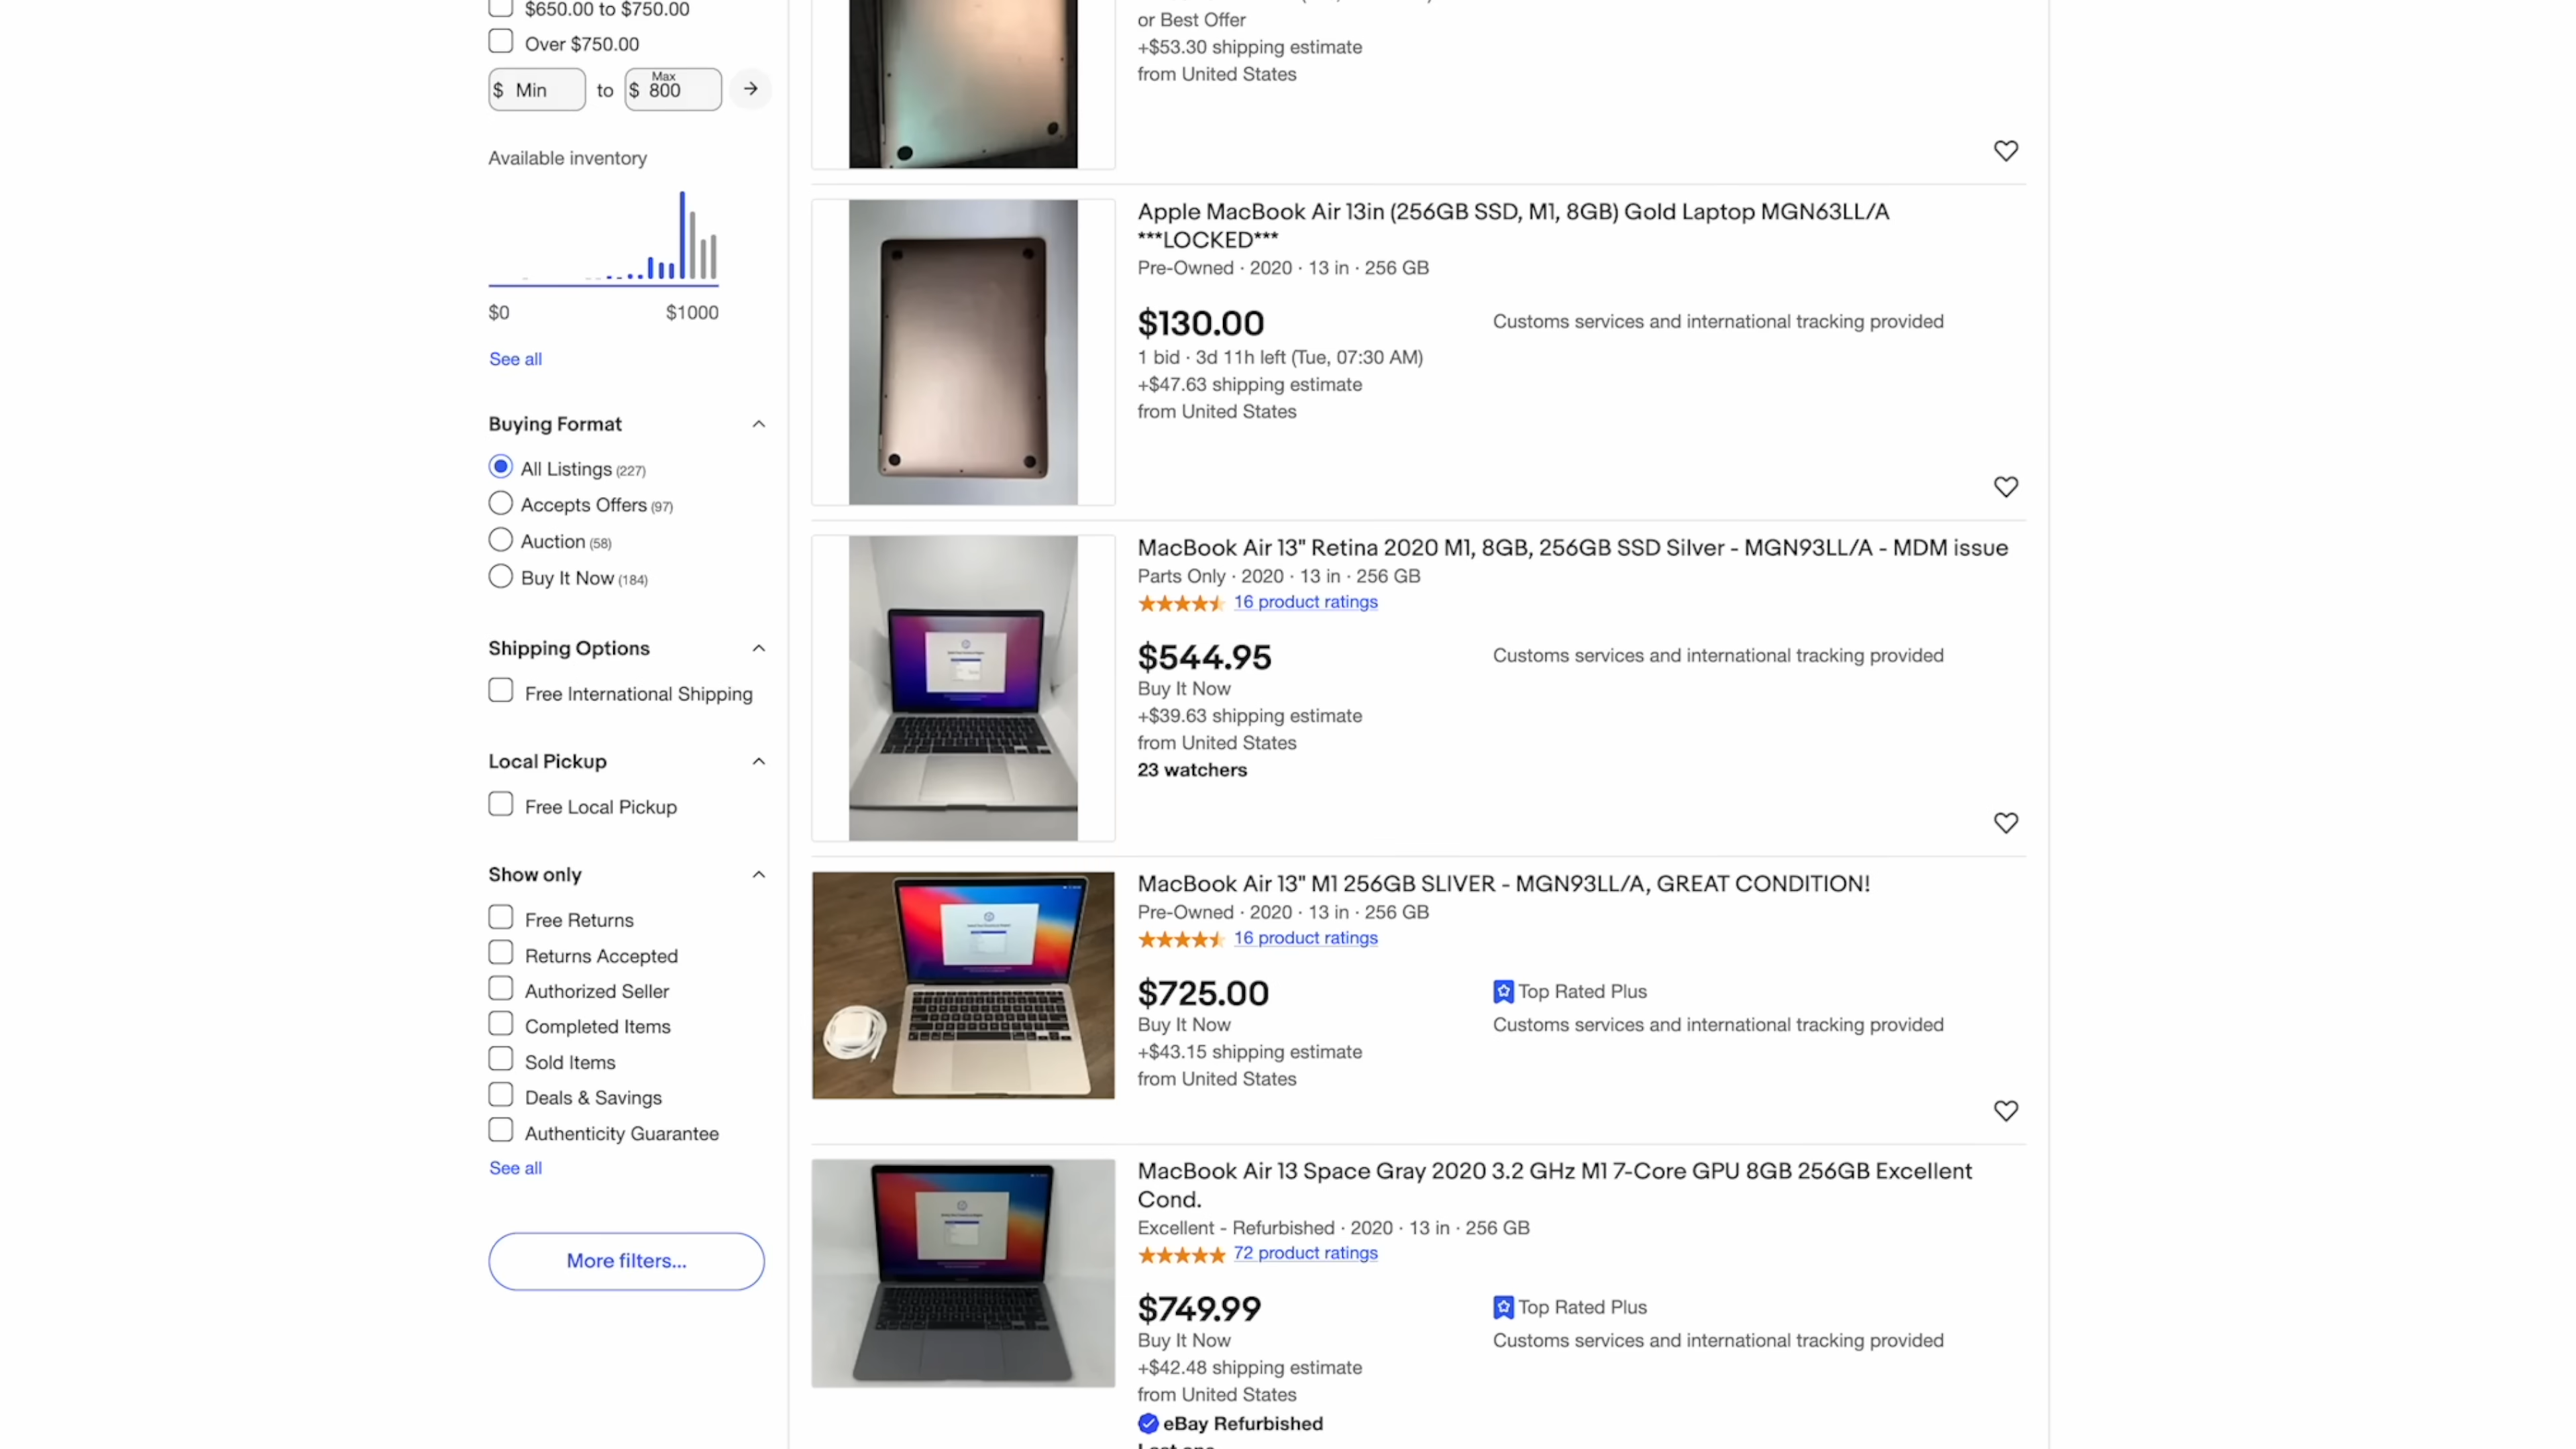 $650.00 to $750.00
Over $750.00
$ Min to $ Max 800
Available inventory
$0 $1000
See all
Buying Format
All Listings (227)
Accepts Offers (97)
Auction (58)
Buy It Now (184)
Shipping Options
Free International Shipping
Local Pickup
Free Local Pickup
Show only
Free Returns
Returns Accepted
Authorized Seller
Completed Items
Sold Items
Deals & Savings
Authenticity Guarantee
See all
More filters...
or Best Offer
+$53.30 shipping estimate
from United States
Apple MacBook Air 13in (256GB SSD, M1, 8GB) Gold Laptop MGN63LL/A
***LOCKED***
Pre-Owned · 2020 · 13 in · 256 GB
$130.00
Customs services and international tracking provided
1 bid · 3d 11h left (Tue, 07:30 AM)
+$47.63 shipping estimate
from United States
MacBook Air 13" Retina 2020 M1, 8GB, 256GB SSD Silver - MGN93LL/A - MDM issue
Parts Only · 2020 · 13 in · 256 GB
16 product ratings
$544.95
Customs services and international tracking provided
Buy It Now
+$39.63 shipping estimate
from United States
23 watchers
MacBook Air 13" M1 256GB SLIVER - MGN93LL/A, GREAT CONDITION!
Pre-Owned · 2020 · 13 in · 256 GB
16 product ratings
$725.00
Top Rated Plus
Buy It Now
Customs services and international tracking provided
+$43.15 shipping estimate
from United States
MacBook Air 13 Space Gray 2020 3.2 GHz M1 7-Core GPU 8GB 256GB Excellent
Cond.
Excellent - Refurbished · 2020 · 13 in · 256 GB
72 product ratings
$749.99
Top Rated Plus
Buy It Now
Customs services and international tracking provided
+$42.48 shipping estimate
from United States
eBay Refurbished